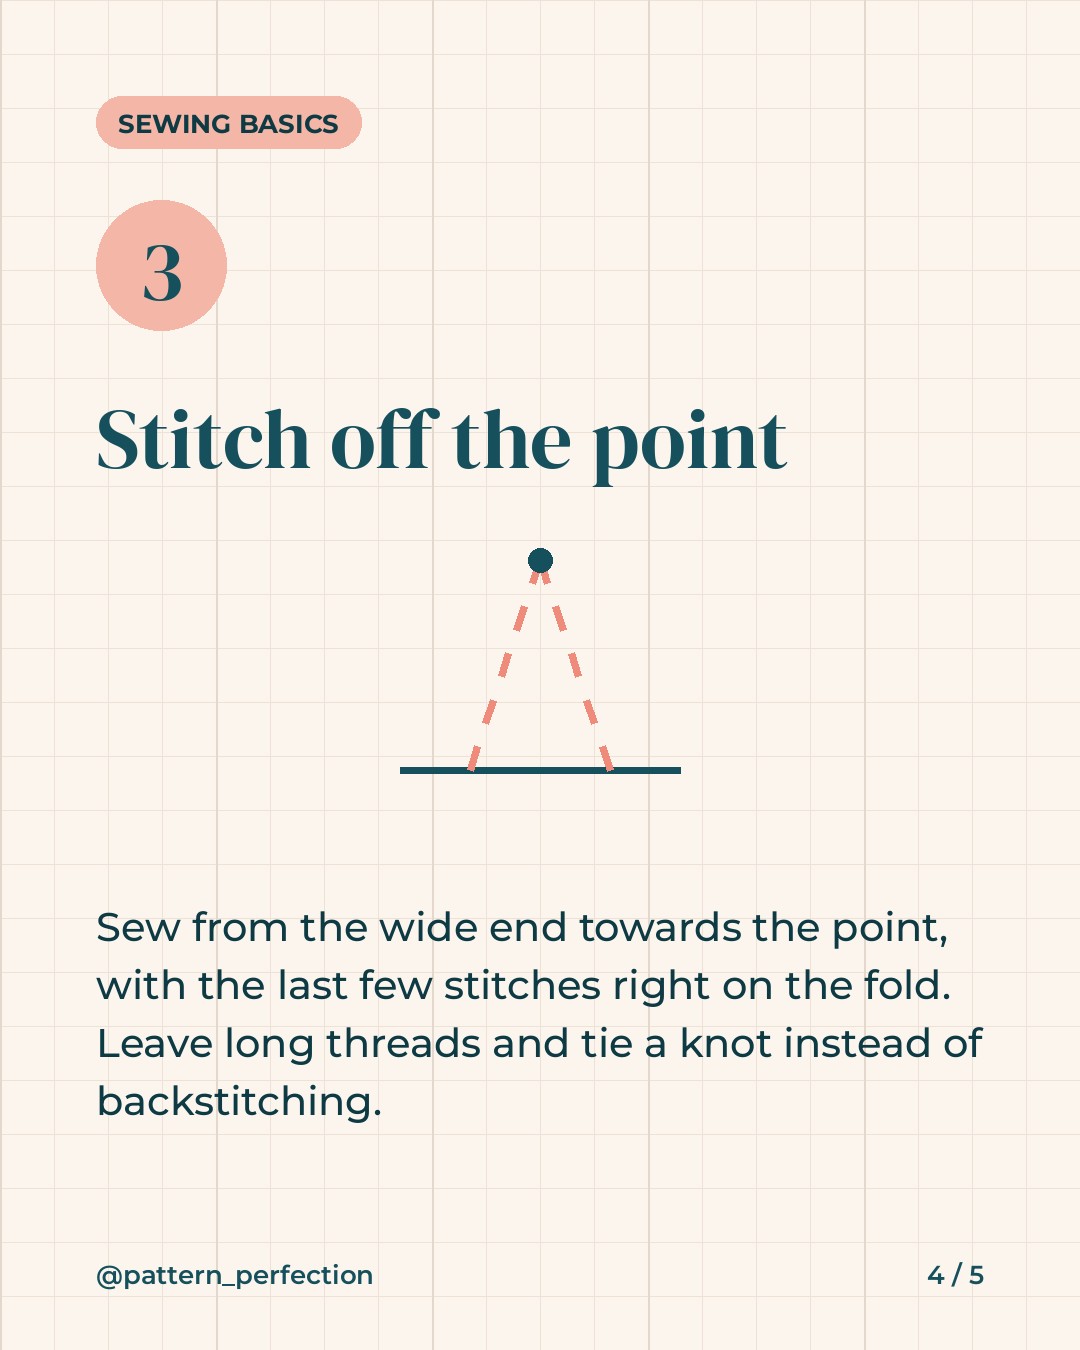 SEWING BASICS
3
Stitch off the point
Sew from the wide end towards the point,
with the last few stitches right on the fold.
Leave long threads and tie a knot instead of
backstitching.
@pattern_perfection
4 / 5